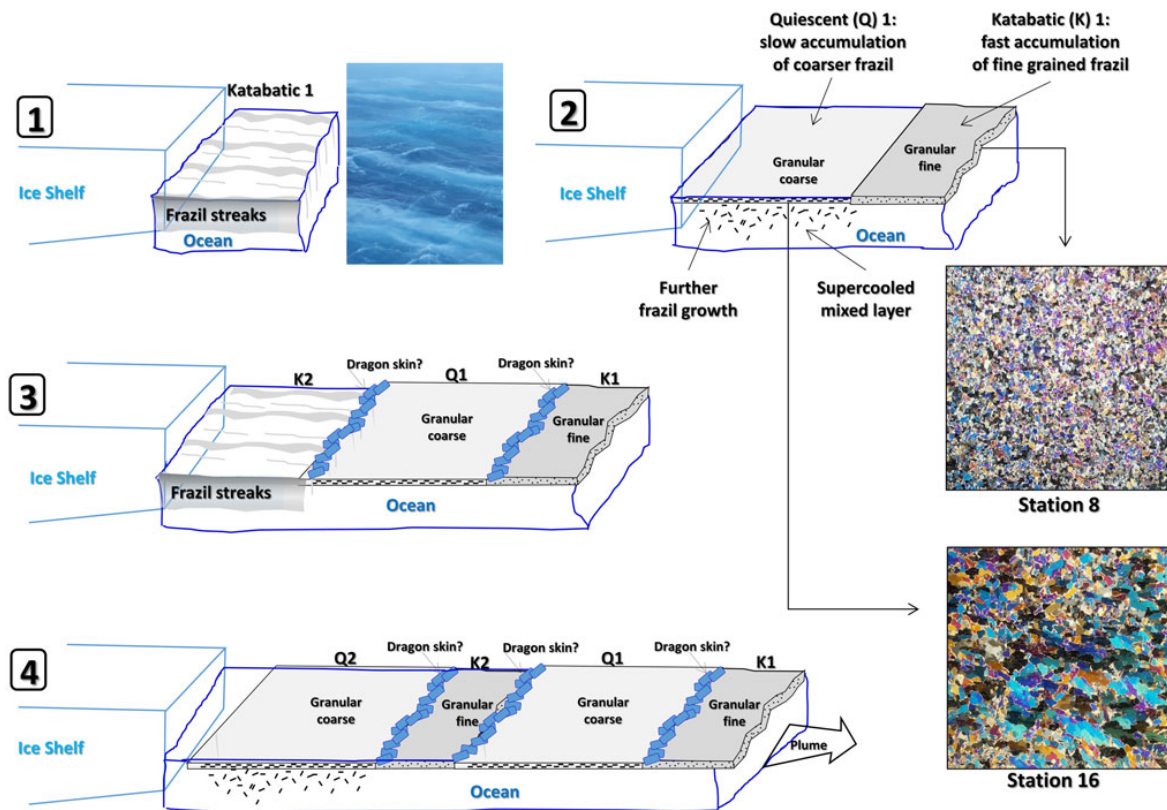 1
Katabatic 1
Ice Shelf
Frazil streaks
Ocean
2
Quiescent (Q) 1:
slow accumulation
of coarser frazil
Katabatic (K) 1:
fast accumulation
of fine grained frazil
Ice Shelf
Granular
coarse
Granular
fine
Ocean
Further
frazil growth
Supercooled
mixed layer
Station 8
3
Dragon skin?
Dragon skin?
K2
Q1
K1
Granular
coarse
Granular
fine
Ice Shelf
Frazil streaks
Ocean
4
Dragon skin?
Dragon skin?
Dragon skin?
Q2
K2
Q1
K1
Granular
coarse
Granular
fine
Granular
coarse
Granular
fine
Plume
Ice Shelf
Ocean
Station 16